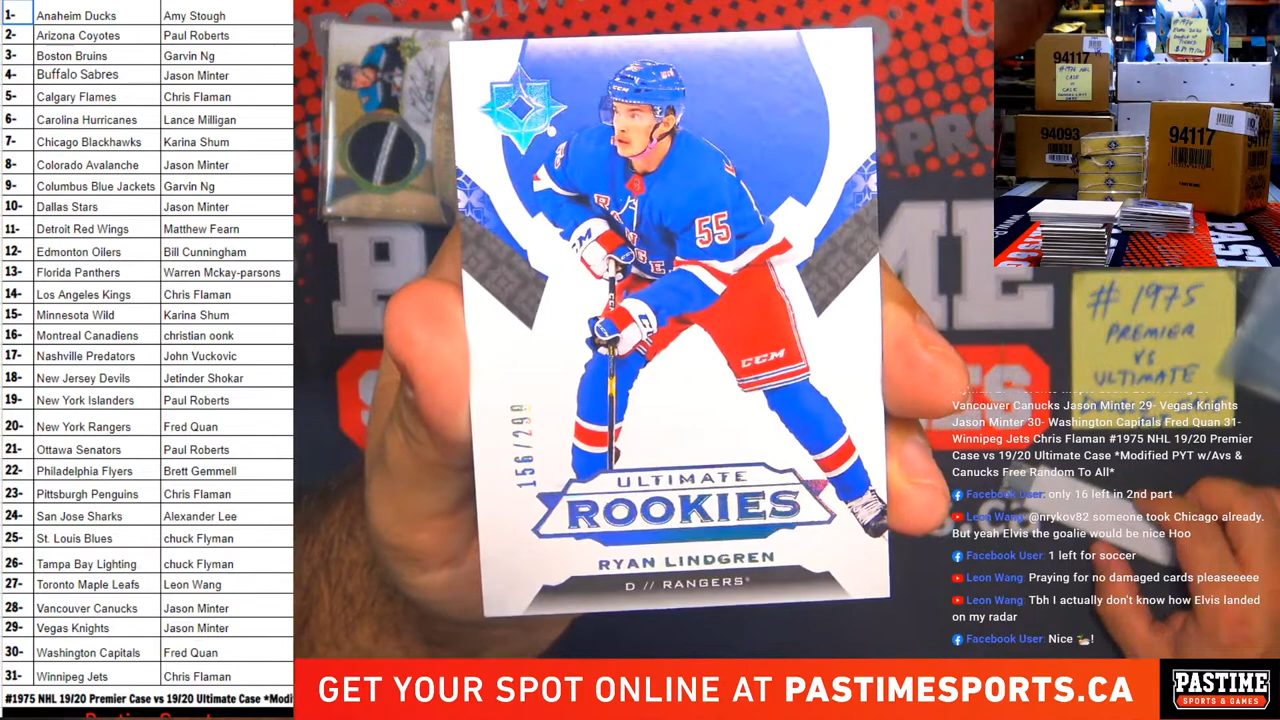 1- Anaheim Ducks Amy Stough
2- Arizona Coyotes Paul Roberts
3- Boston Bruins Garvin Ng
4- Buffalo Sabres Jason Minter
5- Calgary Flames Chris Flaman
6- Carolina Hurricanes Lance Milligan
7- Chicago Blackhawks Karina Shum
8- Colorado Avalanche Jason Minter
9- Columbus Blue Jackets Garvin Ng
10- Dallas Stars Jason Minter
11- Detroit Red Wings Matthew Fearn
12- Edmonton Oilers Bill Cunningham
13- Florida Panthers Warren Mckay-parsons
14- Los Angeles Kings Chris Flaman
15- Minnesota Wild Karina Shum
16- Montreal Canadiens christian oonk
17- Nashville Predators John Vuckovic
18- New Jersey Devils Jetinder Shokar
19- New York Islanders Paul Roberts
20- New York Rangers Fred Quan
21- Ottawa Senators Paul Roberts
22- Philadelphia Flyers Brett Gemmell
23- Pittsburgh Penguins Chris Flaman
24- San Jose Sharks Alexander Lee
25- St. Louis Blues chuck Flyman
26- Tampa Bay Lighting chuck Flyman
27- Toronto Maple Leafs Leon Wang
28- Vancouver Canucks Jason Minter
29- Vegas Knights Jason Minter
30- Washington Capitals Fred Quan
31- Winnipeg Jets Chris Flaman
#1975 NHL 19/20 Premier Case vs 19/20 Ultimate Case *Modif
55
CCM
156/299
ULTIMATE
ROOKIES
RYAN LINDGREN
D // RANGERS
94117
94093
94117
# 1975
PREMIER
VS
ULTIMATE
Vancouver Canucks Jason Minter 29- Vegas Knights
Jason Minter 30- Washington Capitals Fred Quan 31-
Winnipeg Jets Chris Flaman #1975 NHL 19/20 Premier
Case vs 19/20 Ultimate Case *Modified PYT w/Avs &
Canucks Free Random To All*
Facebook User: only 16 left in 2nd part
Leon Wang: @nrykov82 someone took Chicago already.
But yeah Elvis the goalie would be nice Hoo
Facebook User: 1 left for soccer
Leon Wang: Praying for no damaged cards pleaseeeee
Leon Wang: Tbh I actually don't know how Elvis landed
on my radar
Facebook User: Nice !
GET YOUR SPOT ONLINE AT PASTIMESPORTS.CA
PASTIME
SPORTS & GAMES